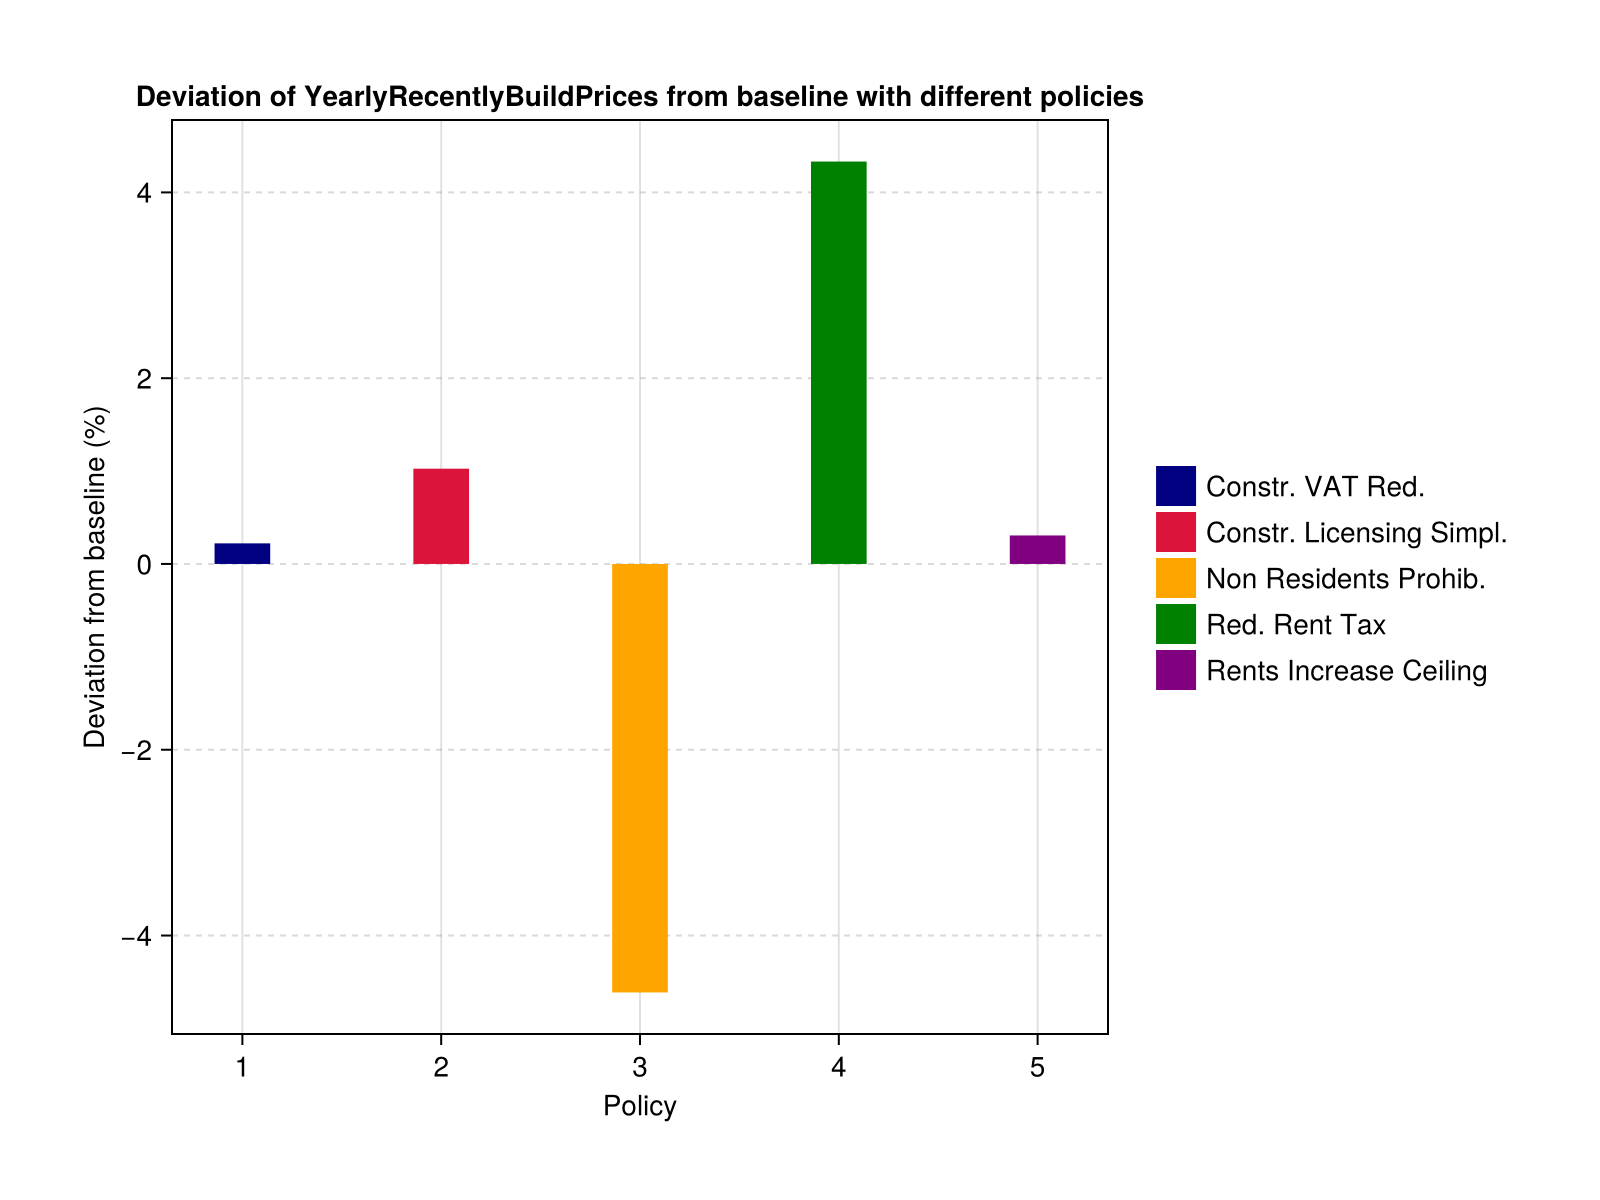 Deviation of YearlyRecentlyBuildPrices from baseline with different policies
Deviation from baseline (%)
4
2
0
−2
−4
1 2 3 4 5
Policy
Constr. VAT Red.
Constr. Licensing Simpl.
Non Residents Prohib.
Red. Rent Tax
Rents Increase Ceiling